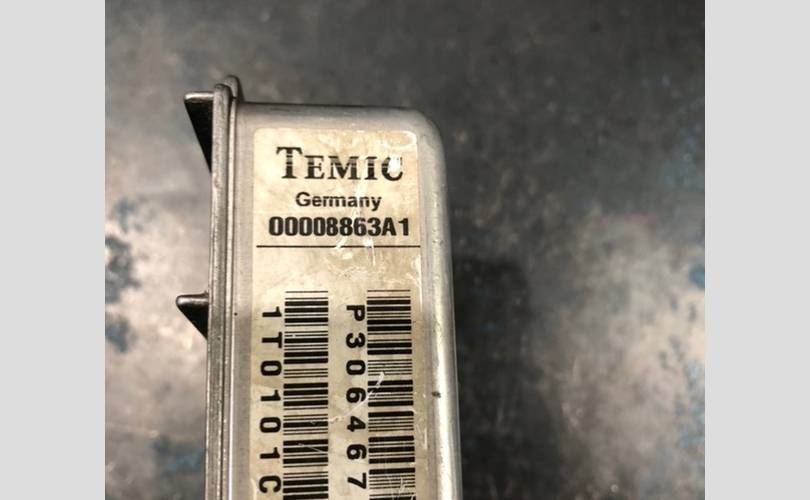 TEMIC
Germany
00008863A1
P306467
1T0101C